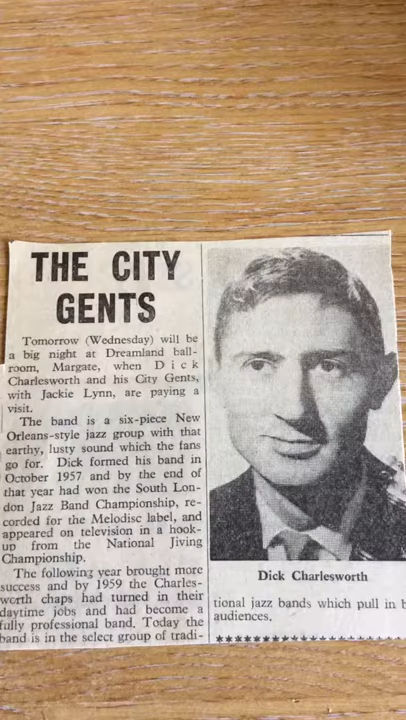 THE CITY
GENTS
Tomorrow (Wednesday) will be
a big night at Dreamland ball-
room, Margate, when Dick
Charlesworth and his City Gents,
with Jackie Lynn, are paying a
visit.
The band is a six-piece New
Orleans-style jazz group with that
earthy, lusty sound which the fans
go for. Dick formed his band in
October 1957 and by the end of
that year had won the South Lon-
don Jazz Band Championship, re-
corded for the Melodisc label, and
appeared on television in a hook-
up from the National Jiving
Championship.
The following year brought more
success and by 1959 the Charles-
worth chaps had turned in their
daytime jobs and had become a
fully professional band. Today the
band is in the select group of tradi-
Dick Charlesworth
tional jazz bands which pull in
audiences.